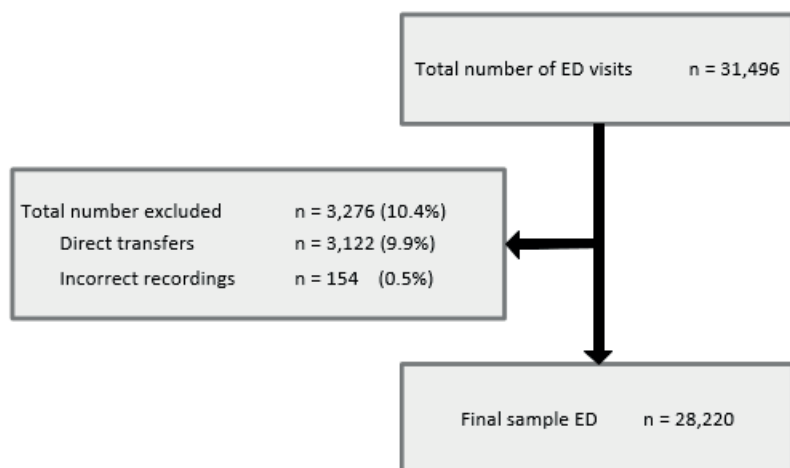 Total number of ED visits n = 31,496
Total number excluded n = 3,276 (10.4%)
Direct transfers n = 3,122 (9.9%)
Incorrect recordings n = 154 (0.5%)
Final sample ED n = 28,220